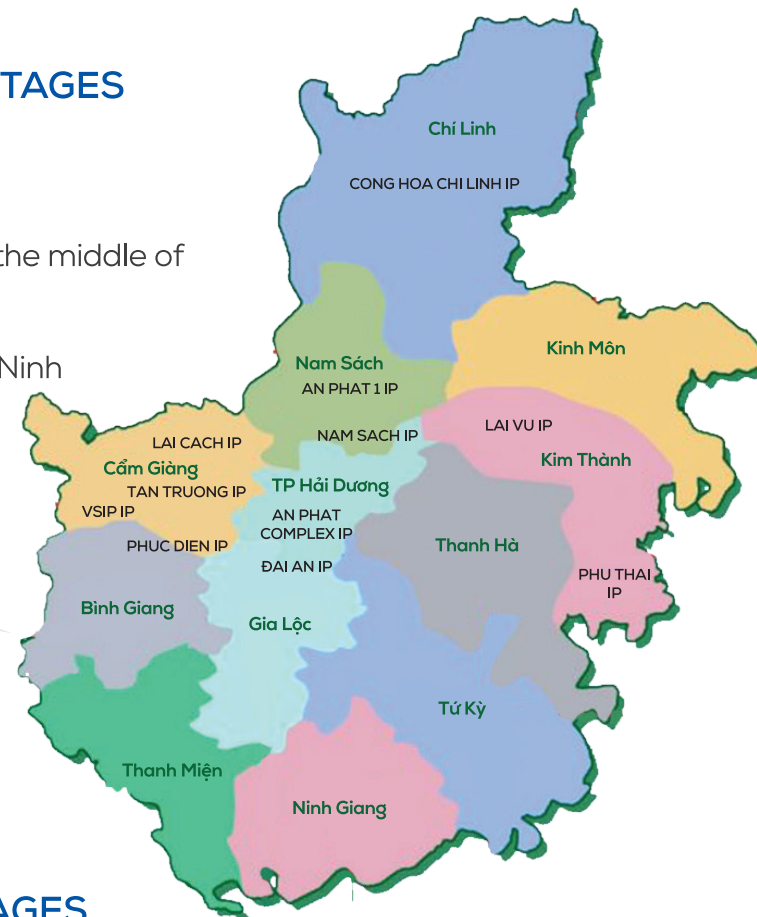 TAGES
Chí Linh
CONG HOA CHI LINH IP
the middle of
Kinh Môn
Ninh
Nam Sách
AN PHAT 1 IP
LAI VU IP
NAM SACH IP
LAI CACH IP
Kim Thành
Cẩm Giàng
TP Hải Dương
TAN TRUONG IP
VSIP IP
AN PHAT
COMPLEX IP
PHUC DIEN IP
Thanh Hà
ĐAI AN IP
PHU THAI
IP
Bình Giang
Gia Lộc
Tứ Kỳ
Thanh Miện
Ninh Giang
AGES